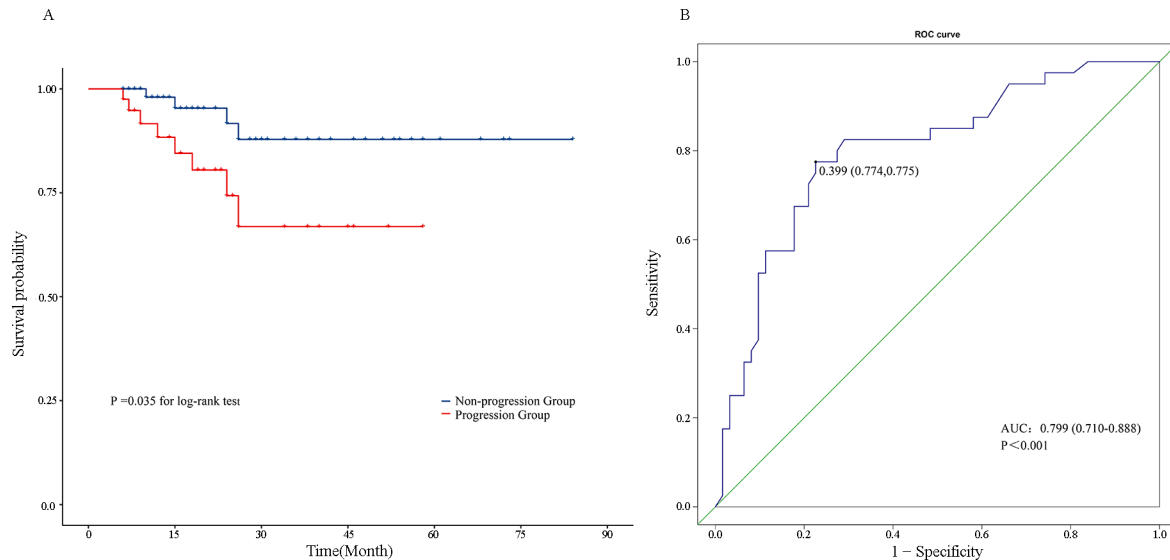 A
Survival probability
1.00
0.75
0.50
0.25
0.0
P =0.035 for log-rank test
Non-progression Group
Progression Group
0 15 30 45 60 75 90
Time(Month)
B
ROC curve
Sensitivity
1.0
0.8
0.6
0.4
0.2
0.0
0.399 (0.774,0.775)
AUC: 0.799 (0.710-0.888)
P<0.001
0.0 0.2 0.4 0.6 0.8 1.0
1 − Specificity